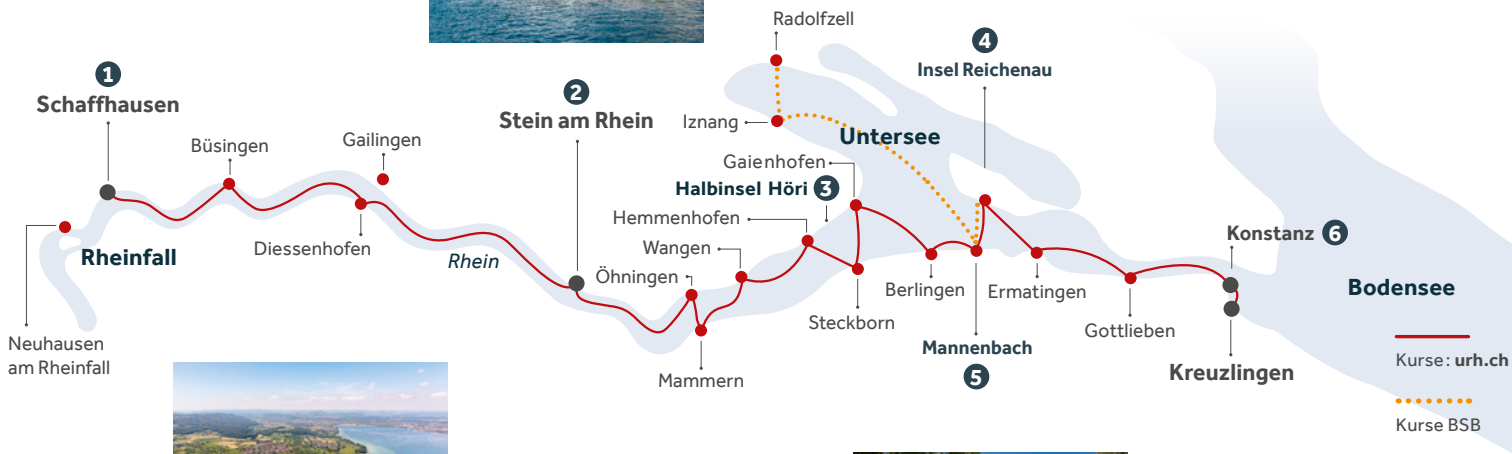 Radolfzell
4
Insel Reichenau
1
Schaffhausen
2
Stein am Rhein
Iznang
Untersee
Büsingen
Gailingen
Gaienhofen
Halbinsel Höri 3
Hemmenhofen
Wangen
Öhningen
Rheinfall
Diessenhofen
Rhein
Konstanz 6
Bodensee
Berlingen
Ermatingen
Steckborn
Gottlieben
Neuhausen
am Rheinfall
Mannenbach
5
Mammern
Kreuzlingen
Kurse: urh.ch
Kurse BSB